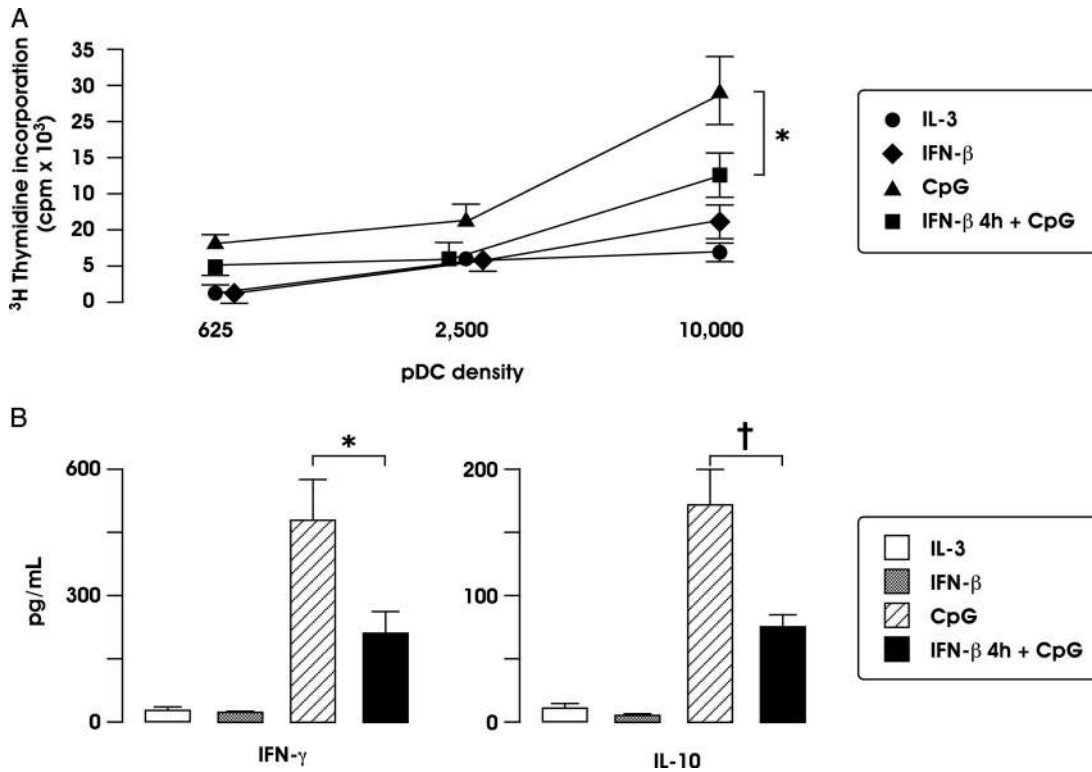 A
³H Thymidine incorporation
(cpm x 10³)
35
30
25
15
10
20
5
0
625 2,500 10,000
pDC density
*
IL-3
IFN-β
CpG
IFN-β 4h + CpG
B
pg/mL
600
300
0
*
IFN-γ
200
100
0
†
IL-10
IL-3
IFN-β
CpG
IFN-β 4h + CpG